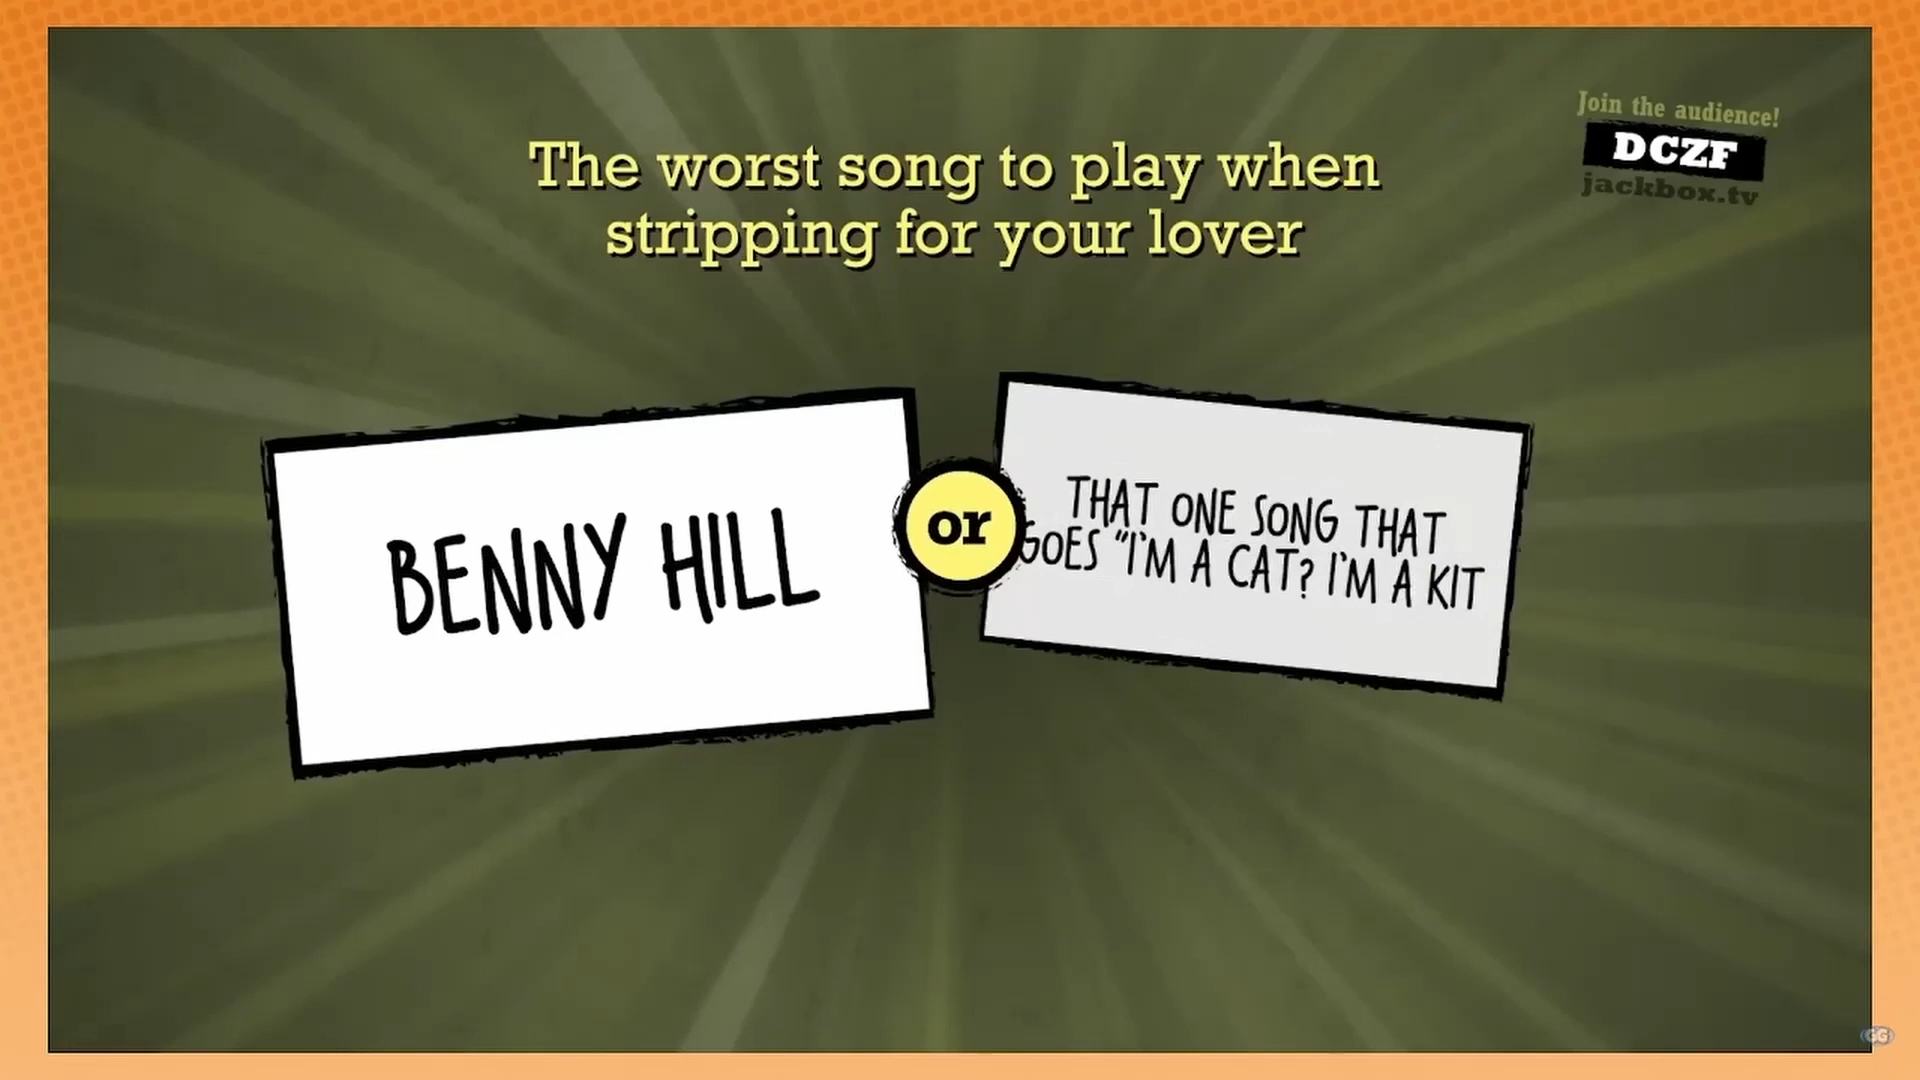 Join the audience!
DCZF
jackbox.tv
The worst song to play when
stripping for your lover
BENNY HILL
or
THAT ONE SONG THAT
GOES "I'M A CAT? I'M A KIT
GG